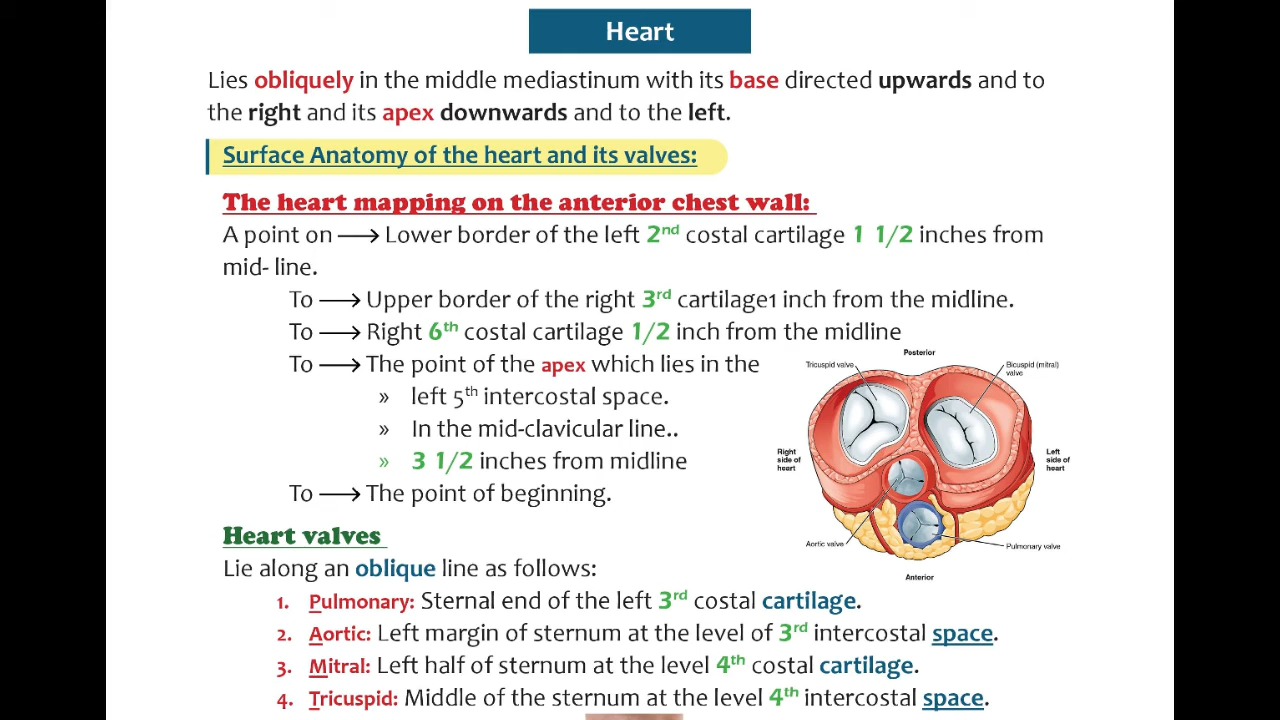 Heart
Lies obliquely in the middle mediastinum with its base directed upwards and to
the right and its apex downwards and to the left.
Surface Anatomy of the heart and its valves:
The heart mapping on the anterior chest wall:
A point on ⟶ Lower border of the left 2nd costal cartilage 1 1/2 inches from
mid- line.
To ⟶ Upper border of the right 3rd cartilage1 inch from the midline.
To ⟶ Right 6th costal cartilage 1/2 inch from the midline
To ⟶ The point of the apex which lies in the
» left 5th intercostal space.
» In the mid-clavicular line..
» 3 1/2 inches from midline
To ⟶ The point of beginning.
Posterior
Tricuspid valve
Bicuspid (mitral)
valve
Right
side of
heart
Left
side of
heart
Aortic valve
Pulmonary valve
Anterior
Heart valves
Lie along an oblique line as follows:
1. Pulmonary: Sternal end of the left 3rd costal cartilage.
2. Aortic: Left margin of sternum at the level of 3rd intercostal space.
3. Mitral: Left half of sternum at the level 4th costal cartilage.
4. Tricuspid: Middle of the sternum at the level 4th intercostal space.